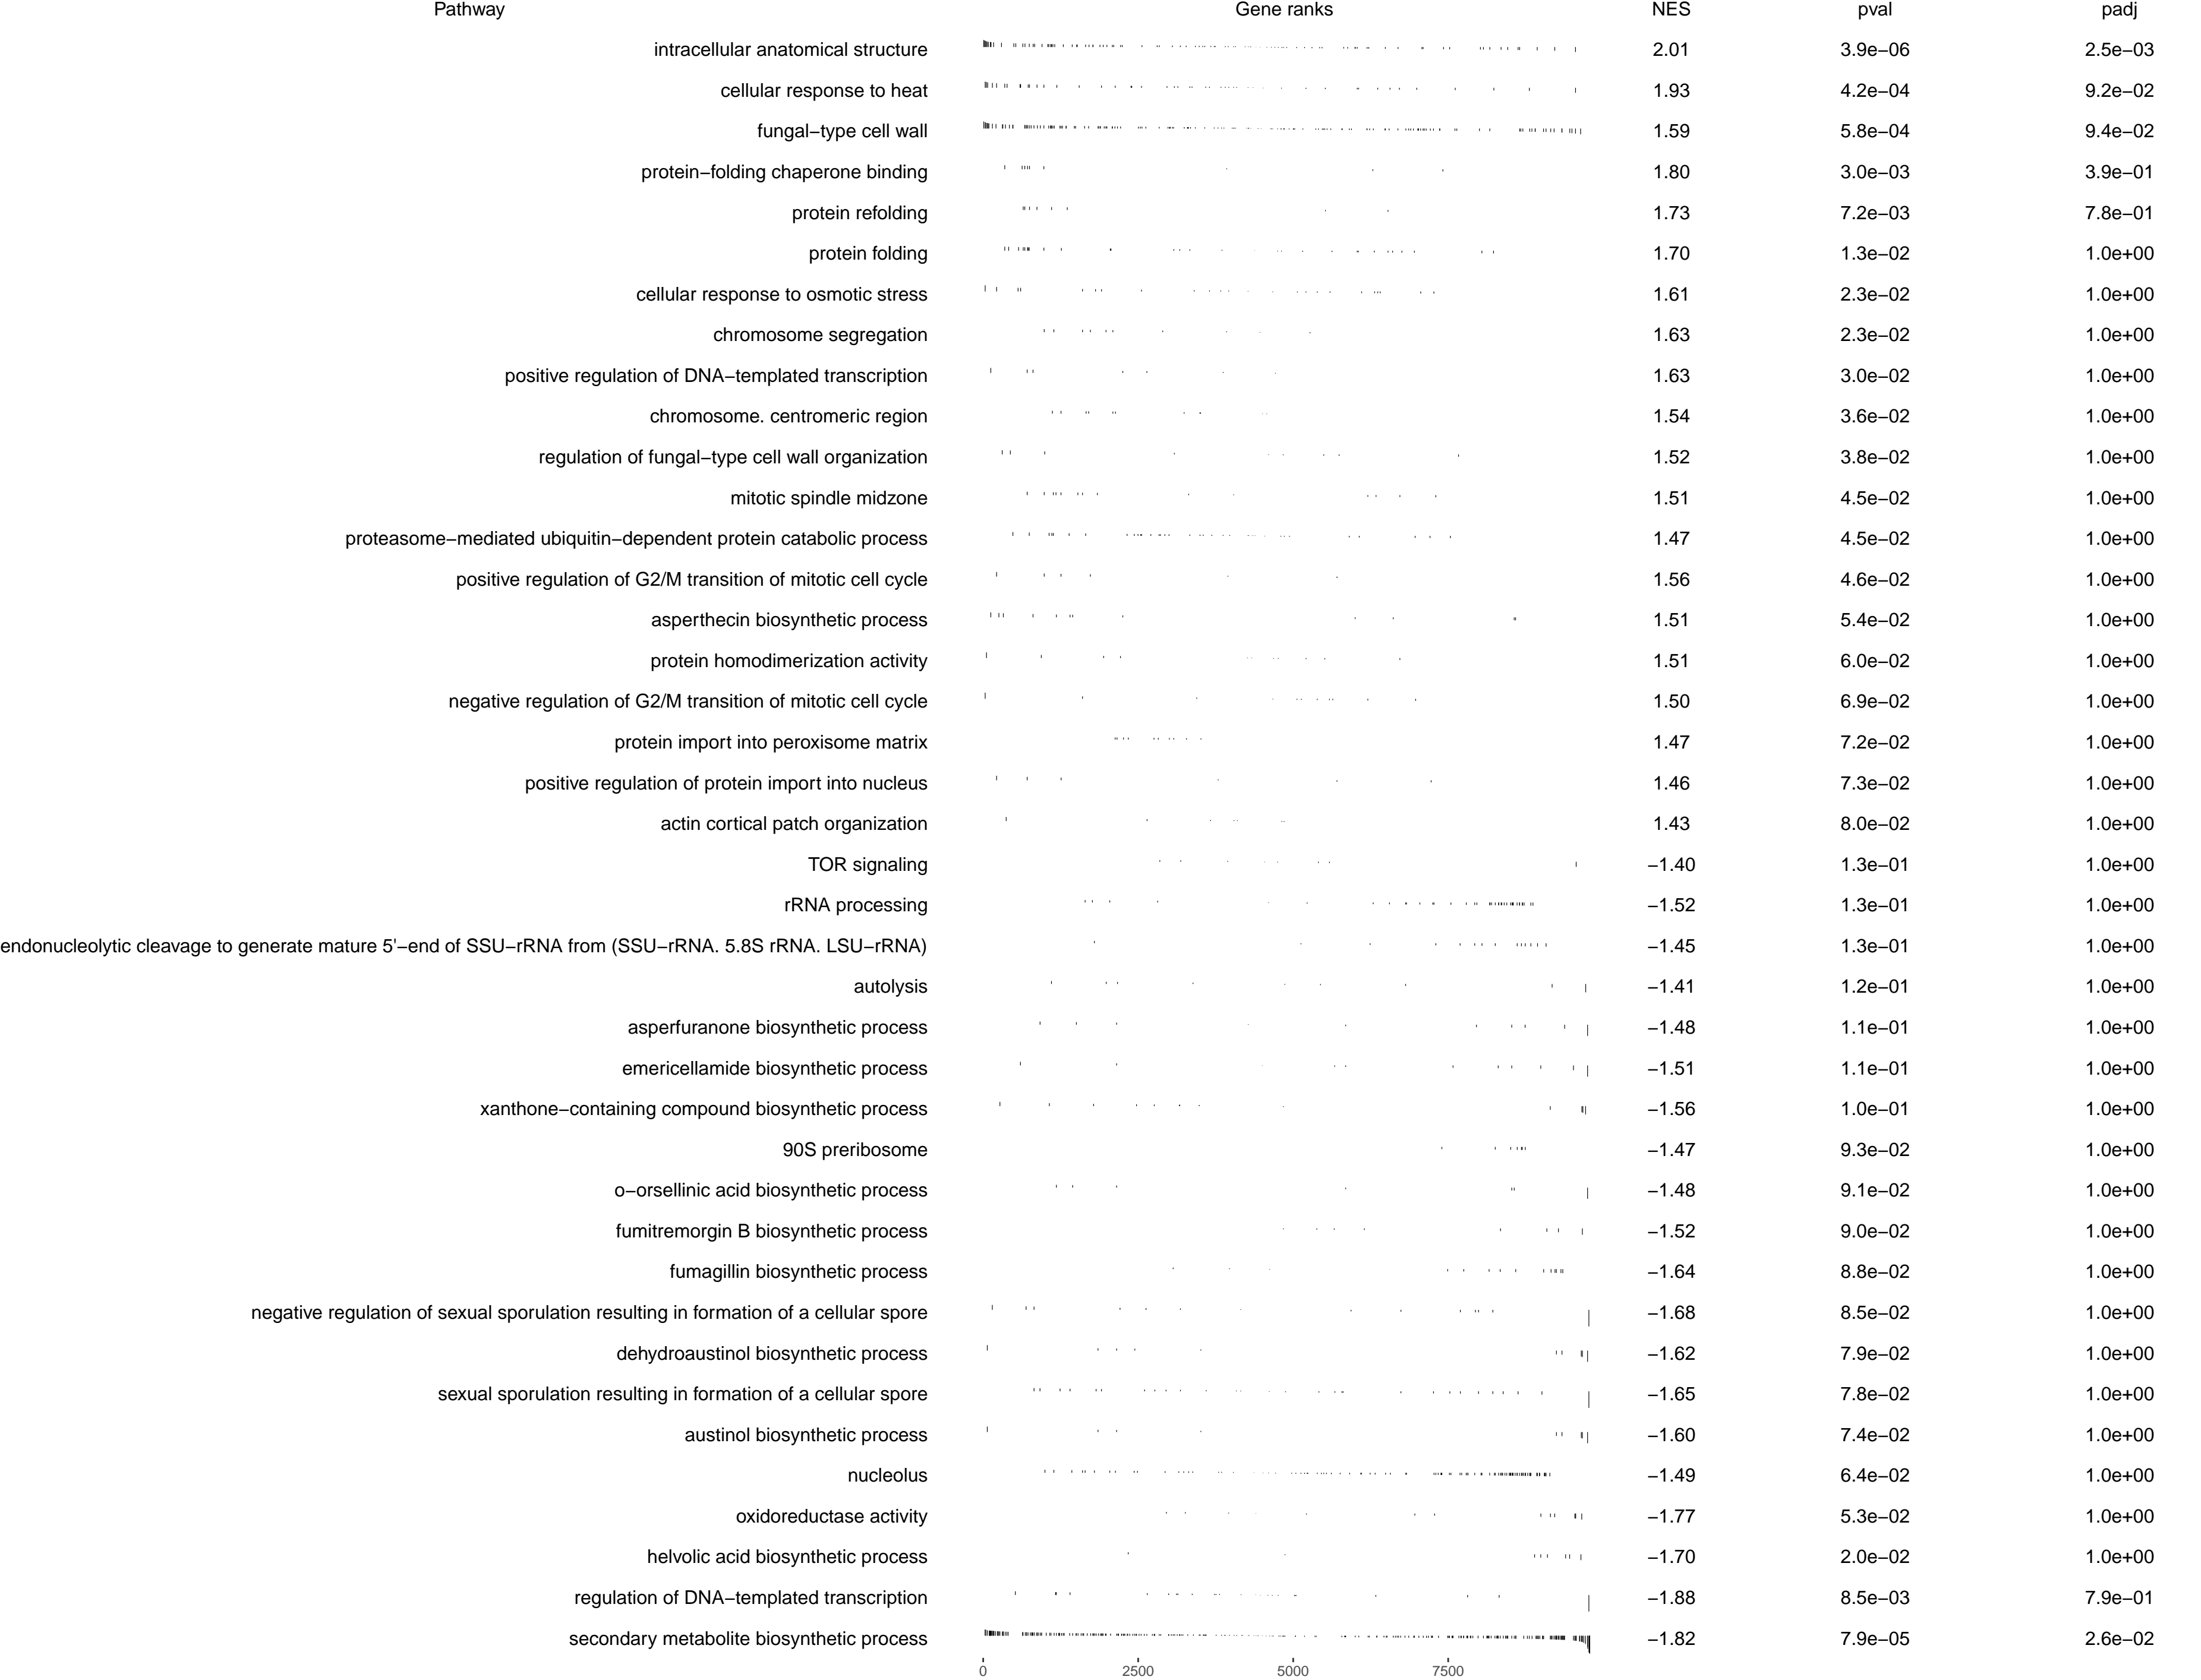 Pathway Gene ranks NES pval padj
intracellular anatomical structure 2.01 3.9e−06 2.5e−03
cellular response to heat 1.93 4.2e−04 9.2e−02
fungal−type cell wall 1.59 5.8e−04 9.4e−02
protein−folding chaperone binding 1.80 3.0e−03 3.9e−01
protein refolding 1.73 7.2e−03 7.8e−01
protein folding 1.70 1.3e−02 1.0e+00
cellular response to osmotic stress 1.61 2.3e−02 1.0e+00
chromosome segregation 1.63 2.3e−02 1.0e+00
positive regulation of DNA−templated transcription 1.63 3.0e−02 1.0e+00
chromosome. centromeric region 1.54 3.6e−02 1.0e+00
regulation of fungal−type cell wall organization 1.52 3.8e−02 1.0e+00
mitotic spindle midzone 1.51 4.5e−02 1.0e+00
proteasome−mediated ubiquitin−dependent protein catabolic process 1.47 4.5e−02 1.0e+00
positive regulation of G2/M transition of mitotic cell cycle 1.56 4.6e−02 1.0e+00
asperthecin biosynthetic process 1.51 5.4e−02 1.0e+00
protein homodimerization activity 1.51 6.0e−02 1.0e+00
negative regulation of G2/M transition of mitotic cell cycle 1.50 6.9e−02 1.0e+00
protein import into peroxisome matrix 1.47 7.2e−02 1.0e+00
positive regulation of protein import into nucleus 1.46 7.3e−02 1.0e+00
actin cortical patch organization 1.43 8.0e−02 1.0e+00
TOR signaling −1.40 1.3e−01 1.0e+00
rRNA processing −1.52 1.3e−01 1.0e+00
endonucleolytic cleavage to generate mature 5'−end of SSU−rRNA from (SSU−rRNA. 5.8S rRNA. LSU−rRNA) −1.45 1.3e−01 1.0e+00
autolysis −1.41 1.2e−01 1.0e+00
asperfuranone biosynthetic process −1.48 1.1e−01 1.0e+00
emericellamide biosynthetic process −1.51 1.1e−01 1.0e+00
xanthone−containing compound biosynthetic process −1.56 1.0e−01 1.0e+00
90S preribosome −1.47 9.3e−02 1.0e+00
o−orsellinic acid biosynthetic process −1.48 9.1e−02 1.0e+00
fumitremorgin B biosynthetic process −1.52 9.0e−02 1.0e+00
fumagillin biosynthetic process −1.64 8.8e−02 1.0e+00
negative regulation of sexual sporulation resulting in formation of a cellular spore −1.68 8.5e−02 1.0e+00
dehydroaustinol biosynthetic process −1.62 7.9e−02 1.0e+00
sexual sporulation resulting in formation of a cellular spore −1.65 7.8e−02 1.0e+00
austinol biosynthetic process −1.60 7.4e−02 1.0e+00
nucleolus −1.49 6.4e−02 1.0e+00
oxidoreductase activity −1.77 5.3e−02 1.0e+00
helvolic acid biosynthetic process −1.70 2.0e−02 1.0e+00
regulation of DNA−templated transcription −1.88 8.5e−03 7.9e−01
secondary metabolite biosynthetic process −1.82 7.9e−05 2.6e−02
0 2500 5000 7500